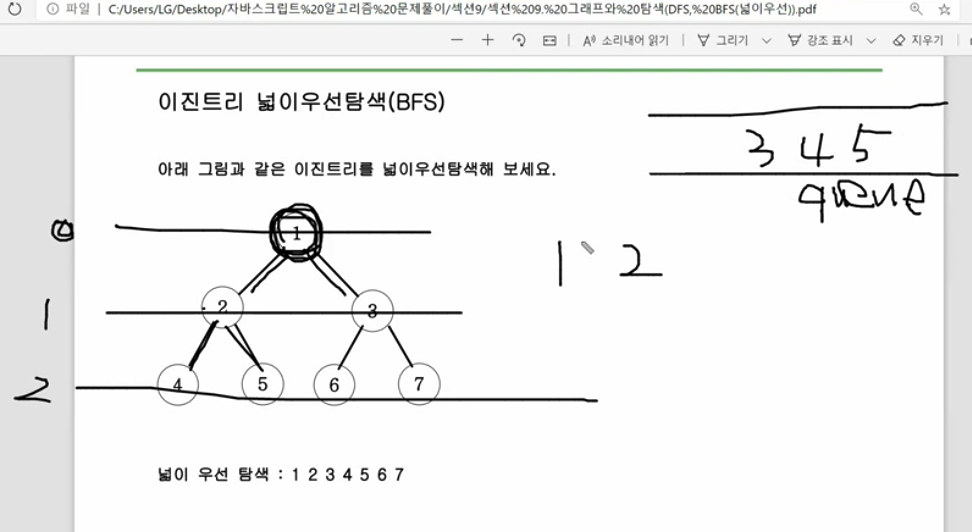 파일 | C:/Users/LG/Desktop/자바스크립트%20알고리즘%20문제풀이/섹션9/섹션%209.%20그래프와%20탐색(DFS,%20BFS(넓이우선)).pdf
소리내어 읽기 | 그리기 강조 표시 지우기
이진트리 넓이우선탐색(BFS)
3 4 5
아래 그림과 같은 이진트리를 넓이우선탐색해 보세요.
queue
0
1
1 2
1
2 3
2
4 5 6 7
넓이 우선 탐색 : 1 2 3 4 5 6 7